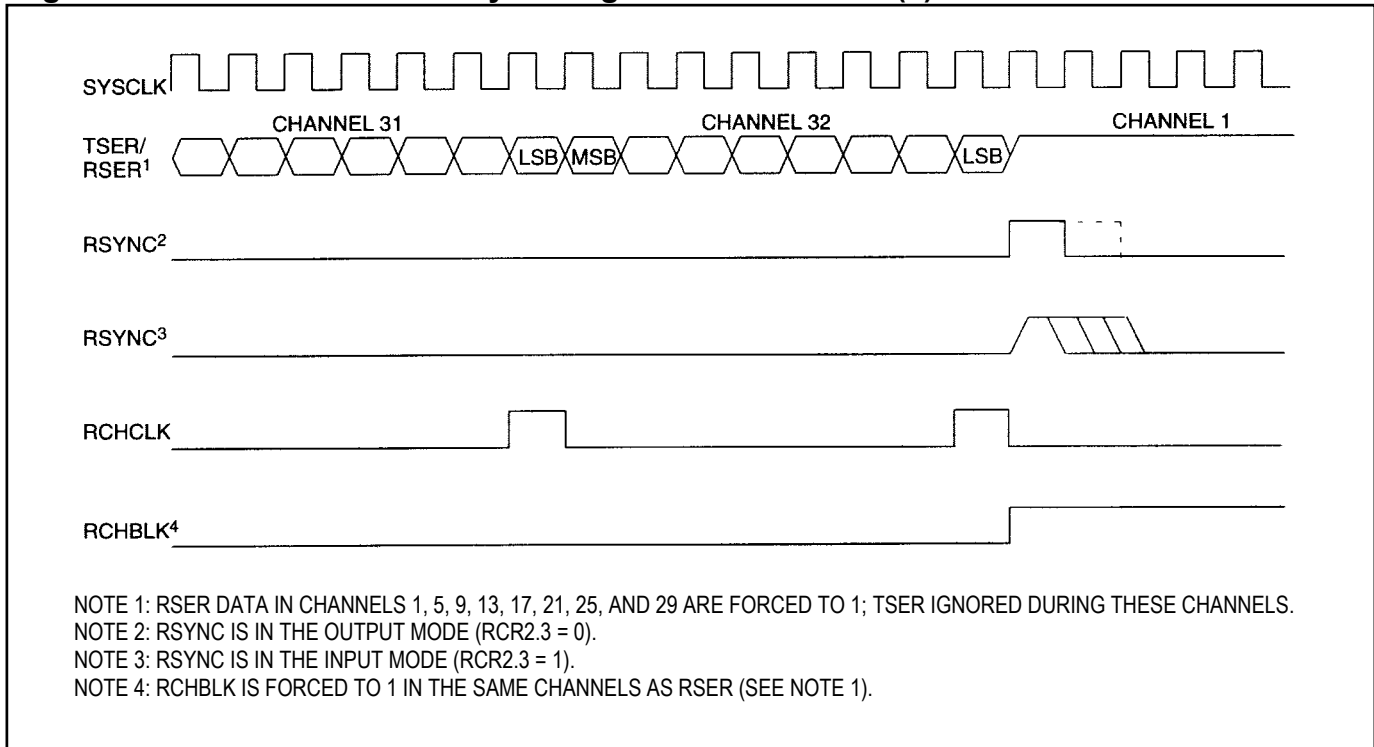 SYSCLK
CHANNEL 31 CHANNEL 32 CHANNEL 1
TSER/
RSER1 LSB MSB LSB
RSYNC2
RSYNC3
RCHCLK
RCHBLK4
NOTE 1: RSER DATA IN CHANNELS 1, 5, 9, 13, 17, 21, 25, AND 29 ARE FORCED TO 1; TSER IGNORED DURING THESE CHANNELS.
NOTE 2: RSYNC IS IN THE OUTPUT MODE (RCR2.3 = 0).
NOTE 3: RSYNC IS IN THE INPUT MODE (RCR2.3 = 1).
NOTE 4: RCHBLK IS FORCED TO 1 IN THE SAME CHANNELS AS RSER (SEE NOTE 1).